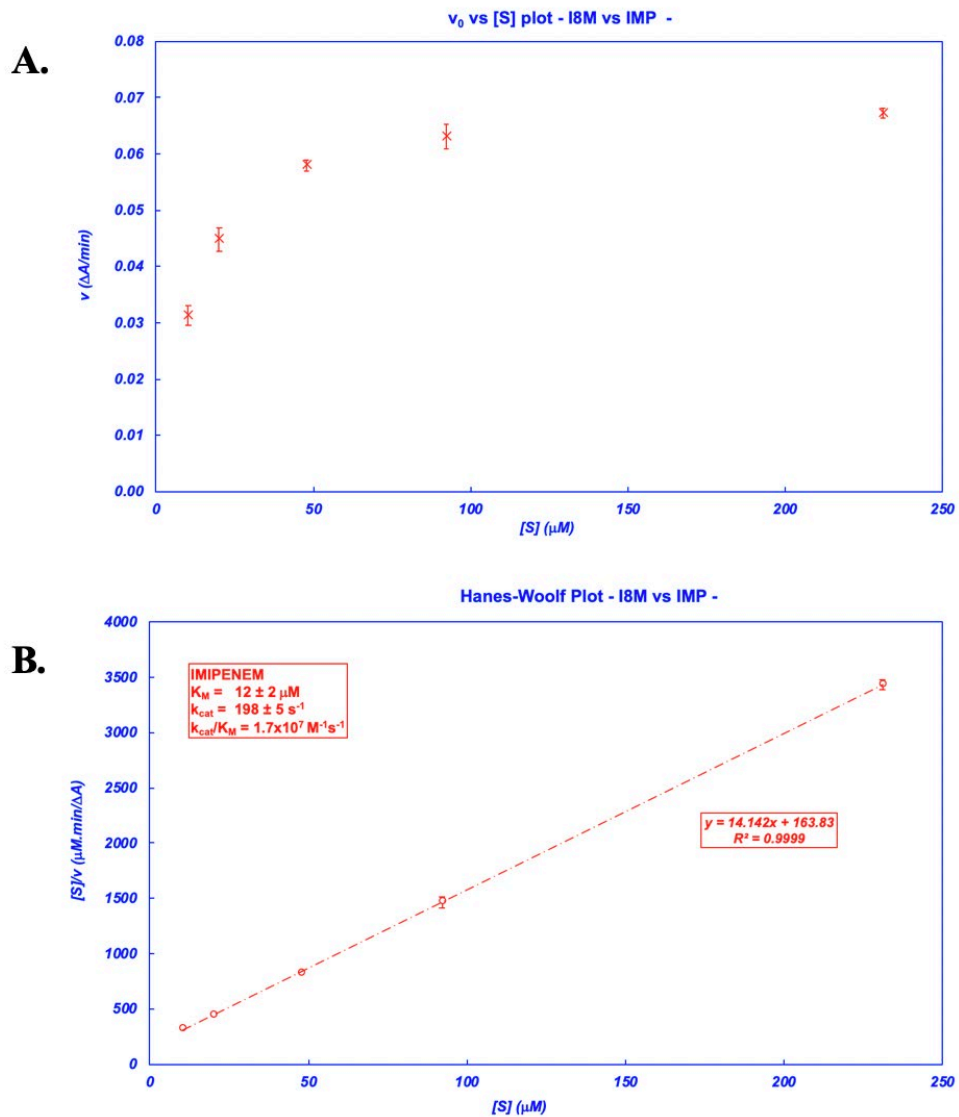 A.
v₀ vs [S] plot - I8M vs IMP -
0.08
0.07
0.06
0.05
0.04
0.03
0.02
0.01
0.00
v (ΔA/min)
0
50
100
150
200
250
[S] (μM)
B.
Hanes-Woolf Plot - I8M vs IMP -
4000
3500
3000
2500
2000
1500
1000
500
0
[S]/v (μM.min/ΔA)
IMIPENEM
K_M = 12 ± 2 μM
k_cat = 198 ± 5 s⁻¹
k_cat/K_M = 1.7x10⁷ M⁻¹s⁻¹
y = 14.142x + 163.83
R² = 0.9999
0
50
100
150
200
250
[S] (μM)